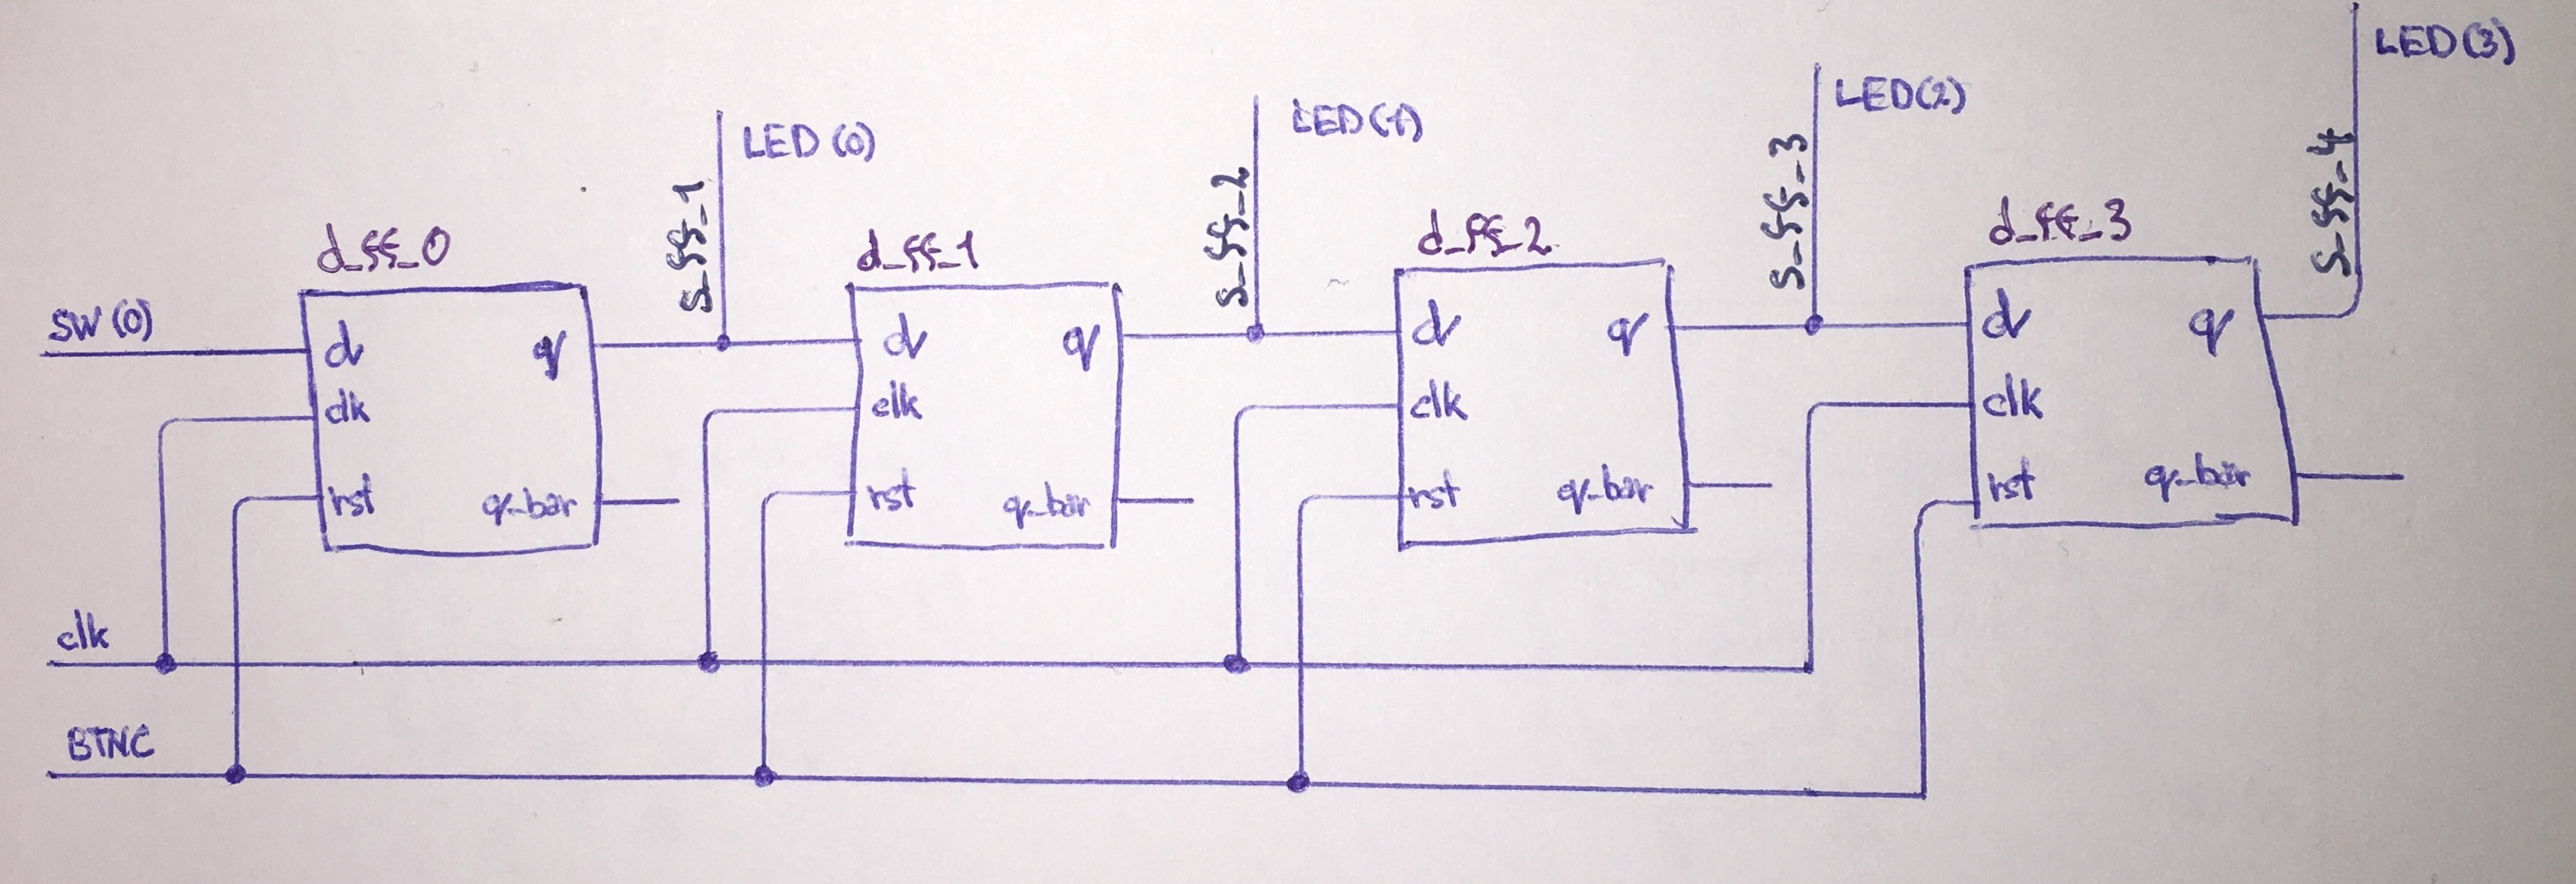 LED(3)
LED(2)
LED(1)
LED(0)
s_ff_1
s_ff_2
s_ff_3
s_ff_4
d_ff_0
d_ff_1
d_ff_2
d_ff_3
SW(0)
d q
clk
rst q_bar
d q
clk
rst q_bar
d q
clk
rst q_bar
d q
clk
rst q_bar
clk
BTNC